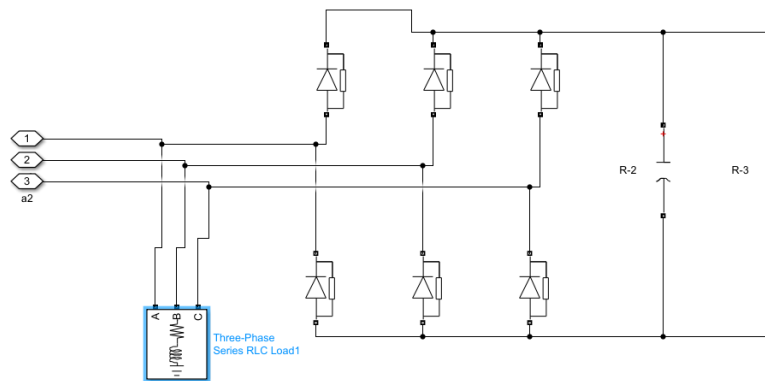 1
2
3
a2
R-2
R-3
A
B
C
Three-Phase
Series RLC Load1